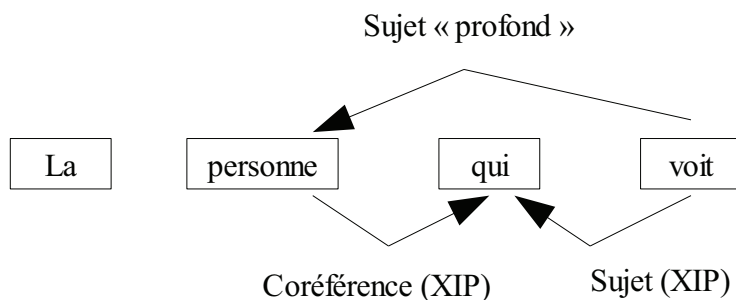 Sujet « profond »
La personne qui voit
Coréférence (XIP) Sujet (XIP)